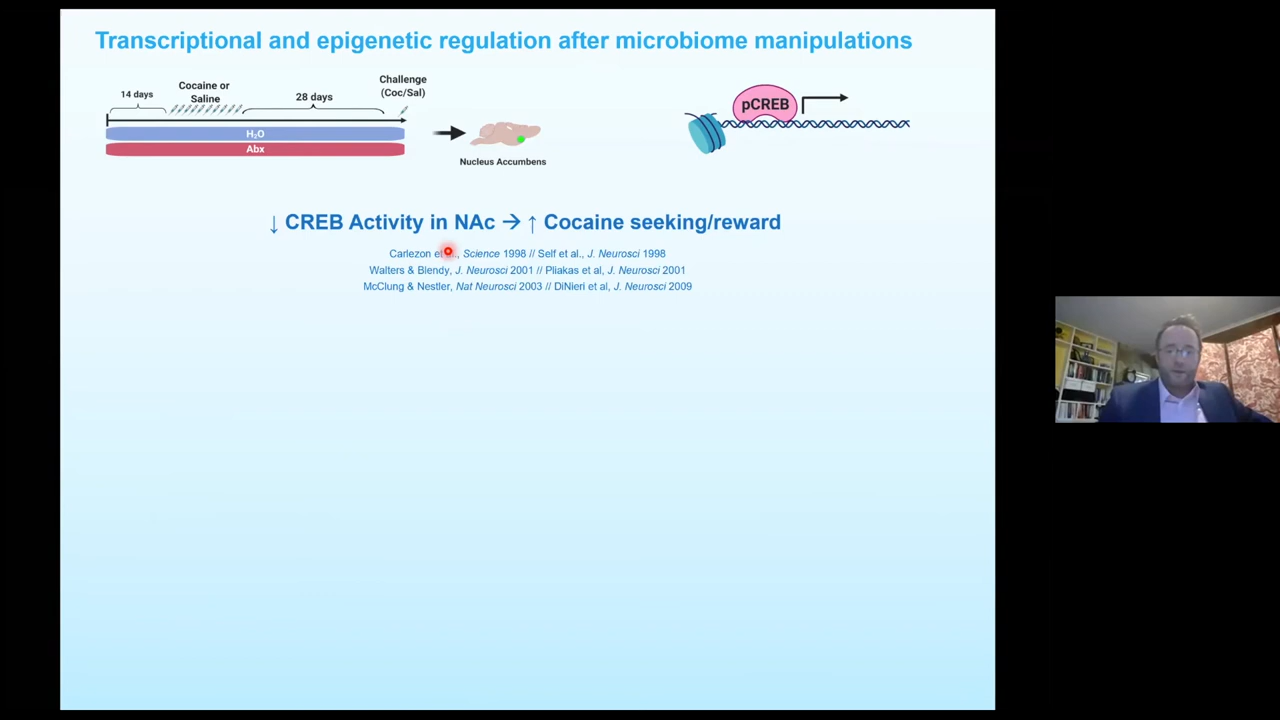 Transcriptional and epigenetic regulation after microbiome manipulations
14 days
Cocaine or
Saline
28 days
Challenge
(Coc/Sal)
H₂O
Abx
Nucleus Accumbens
pCREB
↓ CREB Activity in NAc → ↑ Cocaine seeking/reward
Carlezon et , Science 1998 // Self et al., J. Neurosci 1998
Walters & Blendy, J. Neurosci 2001 // Pliakas et al, J. Neurosci 2001
McClung & Nestler, Nat Neurosci 2003 // DiNieri et al, J. Neurosci 2009